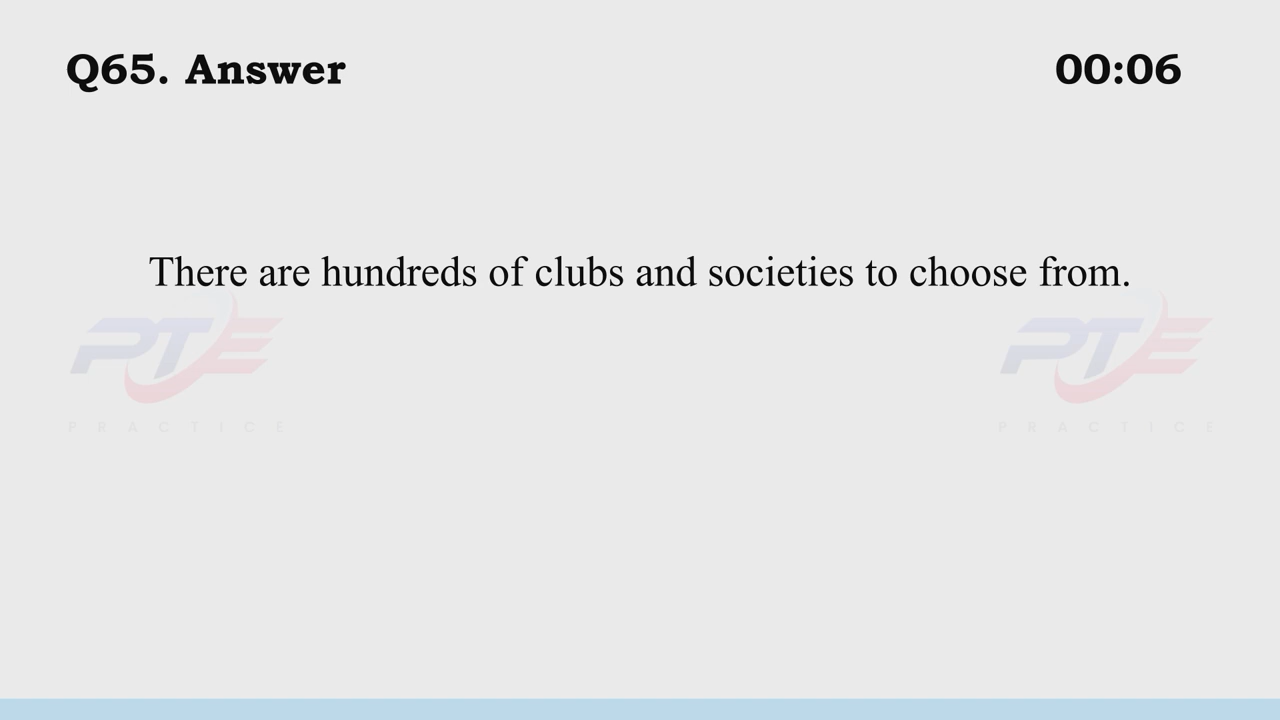 Q65. Answer
00:06
There are hundreds of clubs and societies to choose from.
PTE
PRACTICE
PTE
PRACTICE